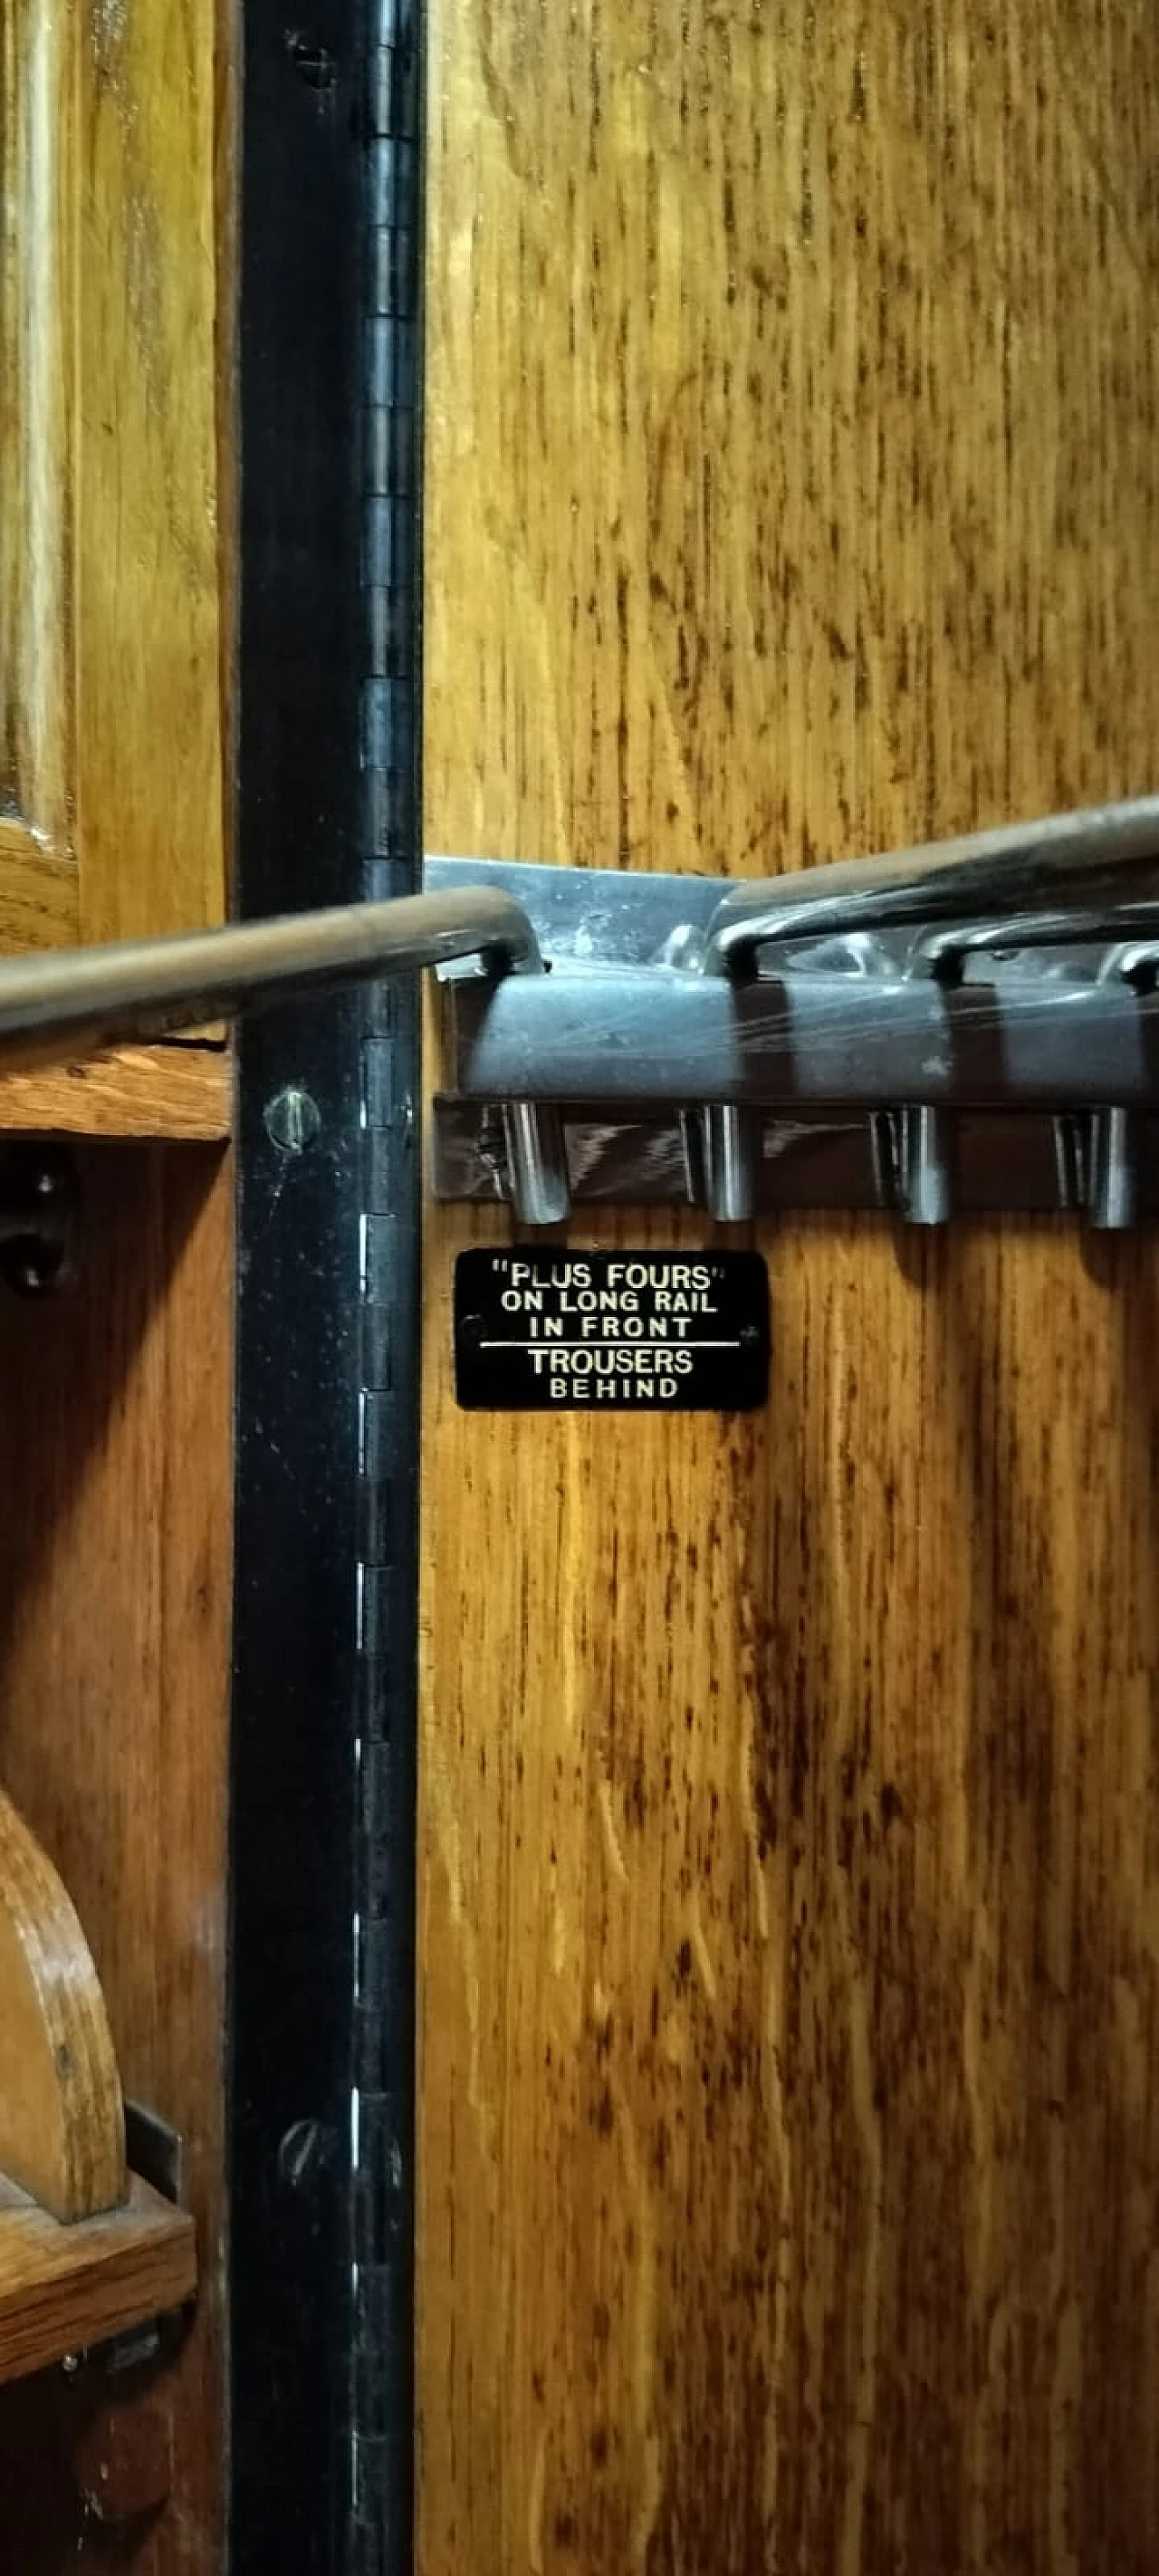 "PLUS FOURS"
ON LONG RAIL
IN FRONT
TROUSERS
BEHIND